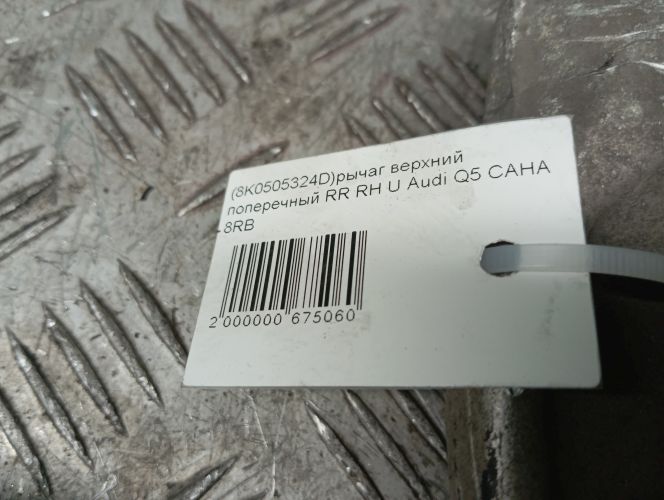 (8K0505324D)рычаг верхний
поперечный RR RH U Audi Q5 CAHA
8RB
2 000000 675060